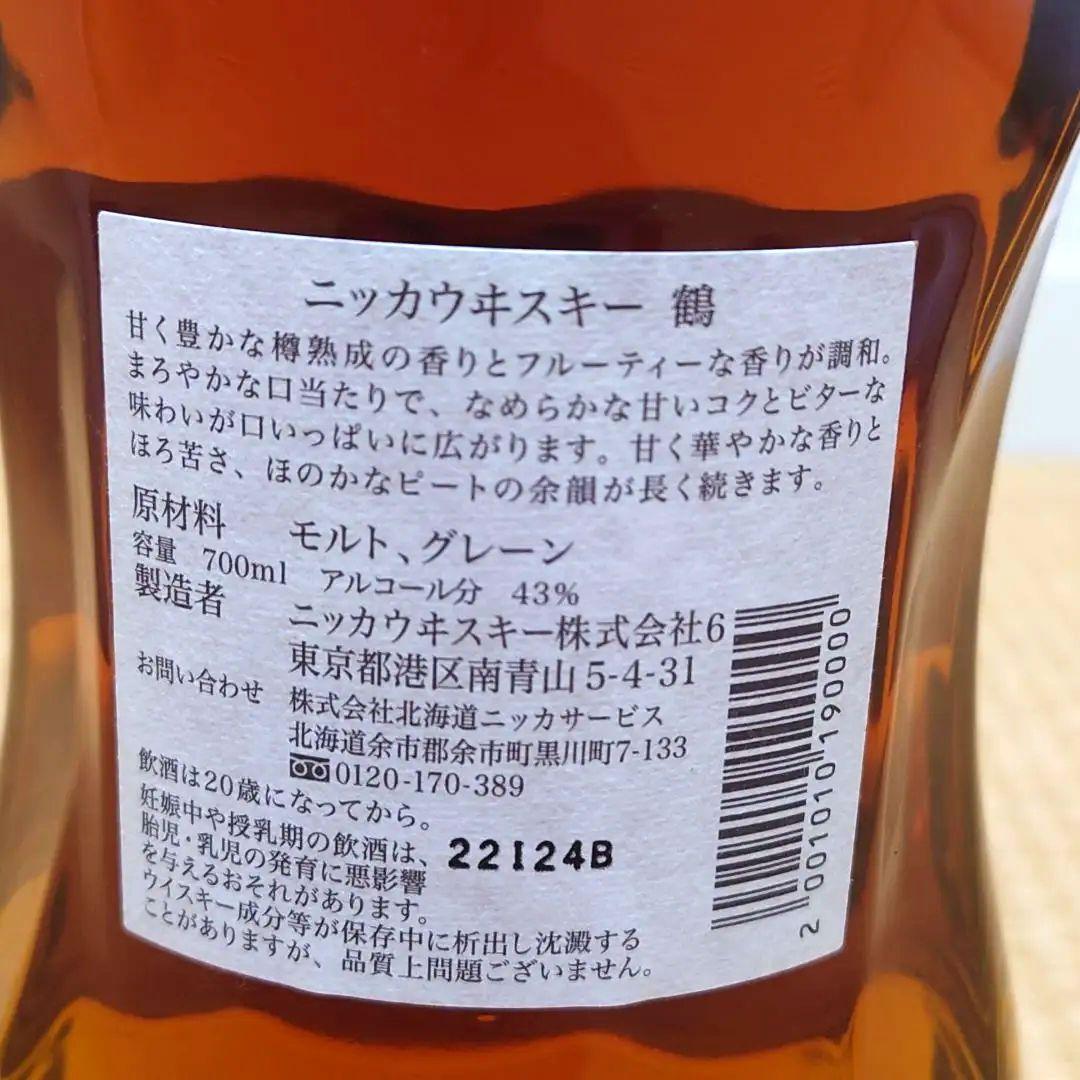 ニッカウヰスキー 鶴
甘く豊かな樽熟成の香りとフルーティーな香りが調和。
まろやかな口当たりで、なめらかな甘いコクとビターな
味わいが口いっぱいに広がります。甘く華やかな香りと
ほろ苦さ、ほのかなピートの余韻が長く続きます。
原材料 モルト、グレーン
容量 700ml アルコール分 43%
製造者 ニッカウヰスキー株式会社6
東京都港区南青山5-4-31
お問い合わせ 株式会社北海道ニッカサービス
北海道余市郡余市町黒川町7-133
0120-170-389
飲酒は20歳になってから。
妊娠中や授乳期の飲酒は、
胎児・乳児の発育に悪影響
を与えるおそれがあります。
22124B
ウイスキー成分等が保存中に析出し沈澱する
ことがありますが、品質上問題ございません。
2 001010 190000